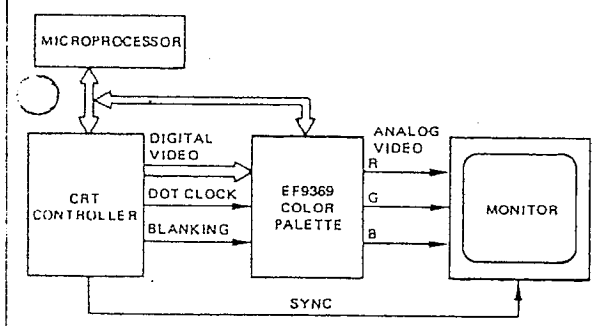 MICROPROCESSOR
DIGITAL
VIDEO
ANALOG
VIDEO
CRT
CONTROLLER
DOT CLOCK
BLANKING
EF9369
COLOR
PALETTE
R
G
B
MONITOR
SYNC